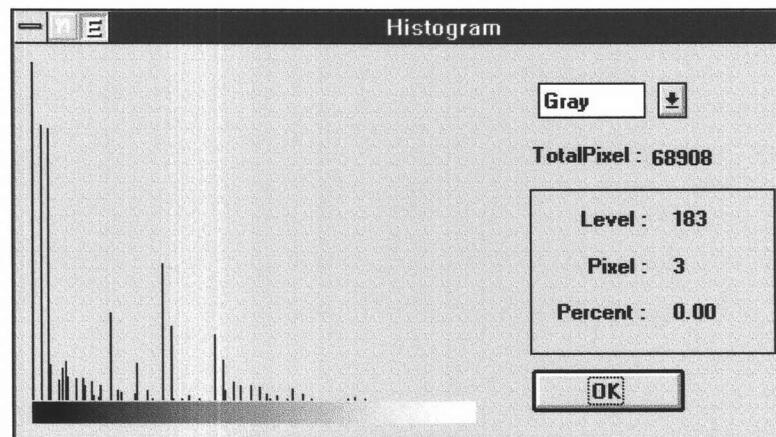 Histogram
Gray
TotalPixel : 68908
Level : 183
Pixel : 3
Percent : 0.00
OK